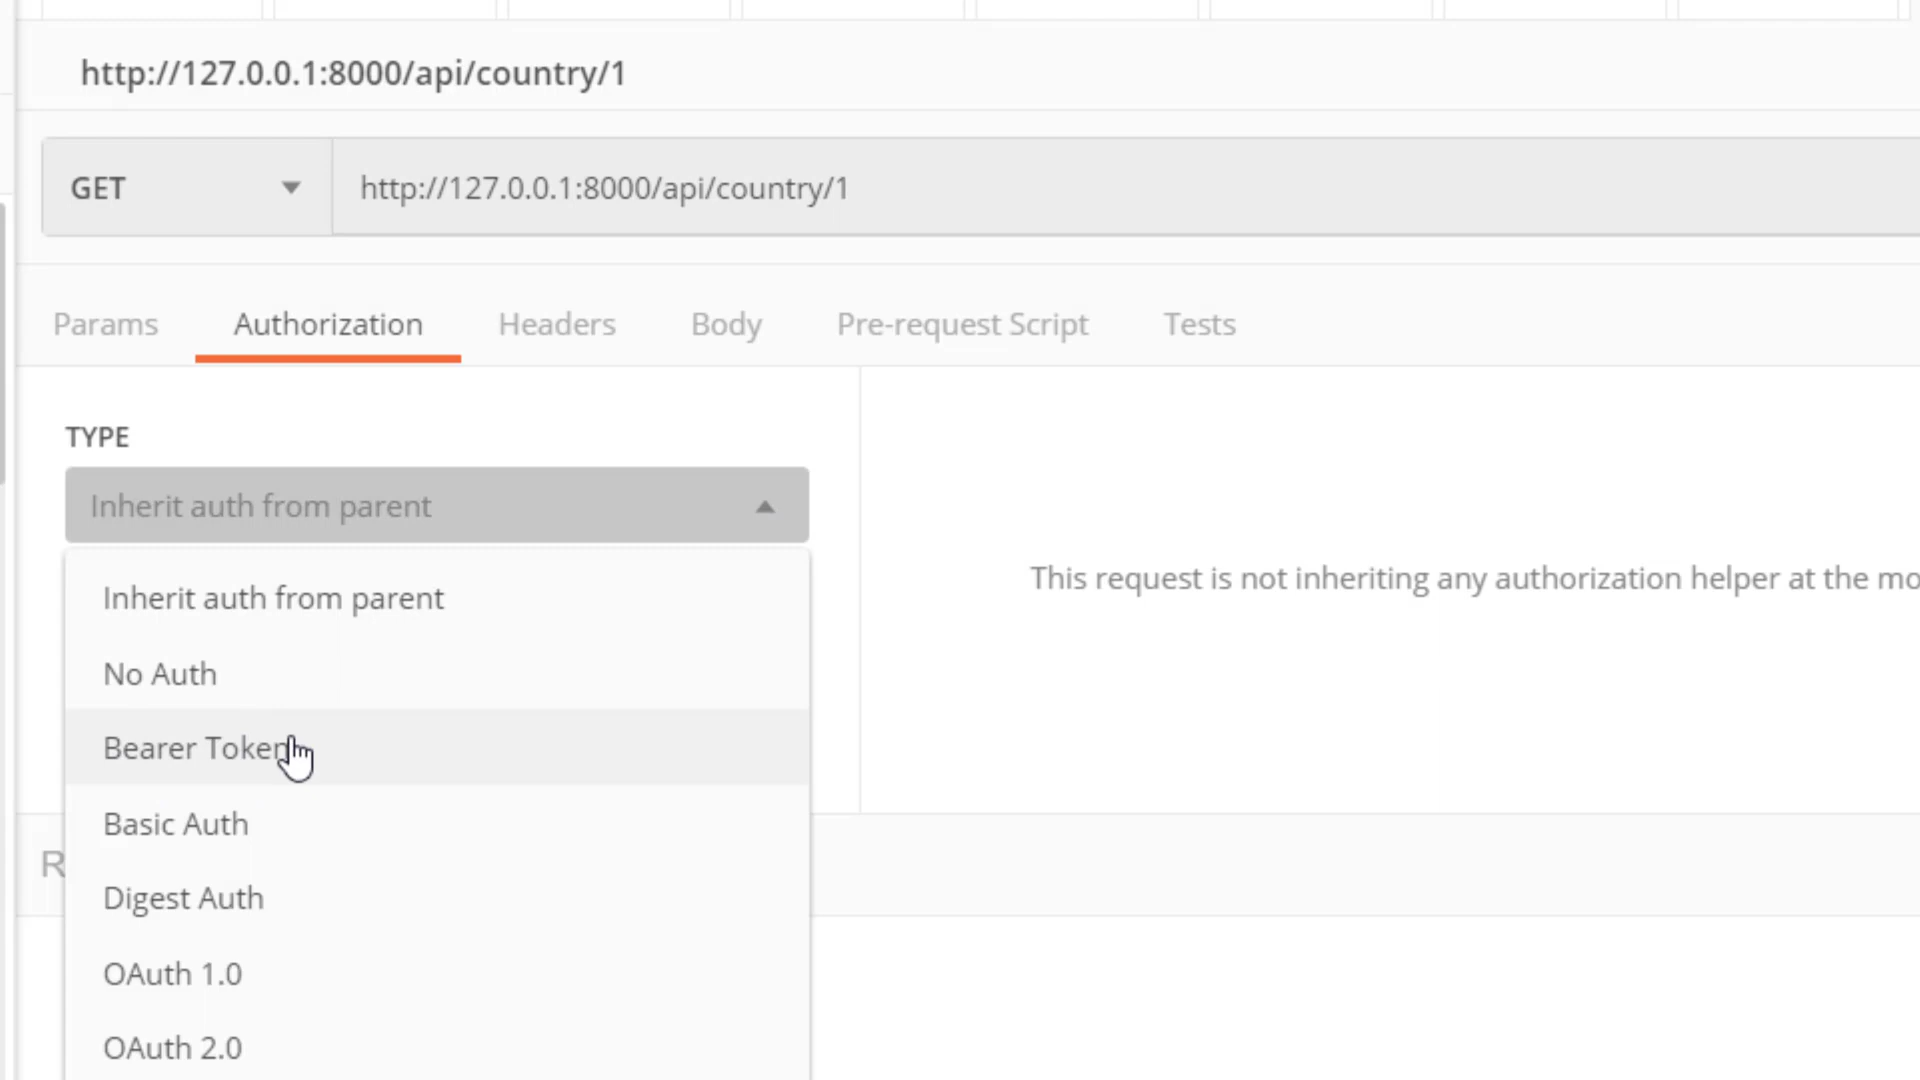 http://127.0.0.1:8000/api/country/1
GET http://127.0.0.1:8000/api/country/1
Params Authorization Headers Body Pre-request Script Tests
TYPE
Inherit auth from parent
Inherit auth from parent
This request is not inheriting any authorization helper at the mo
No Auth
Bearer Token
Basic Auth
R
Digest Auth
OAuth 1.0
OAuth 2.0